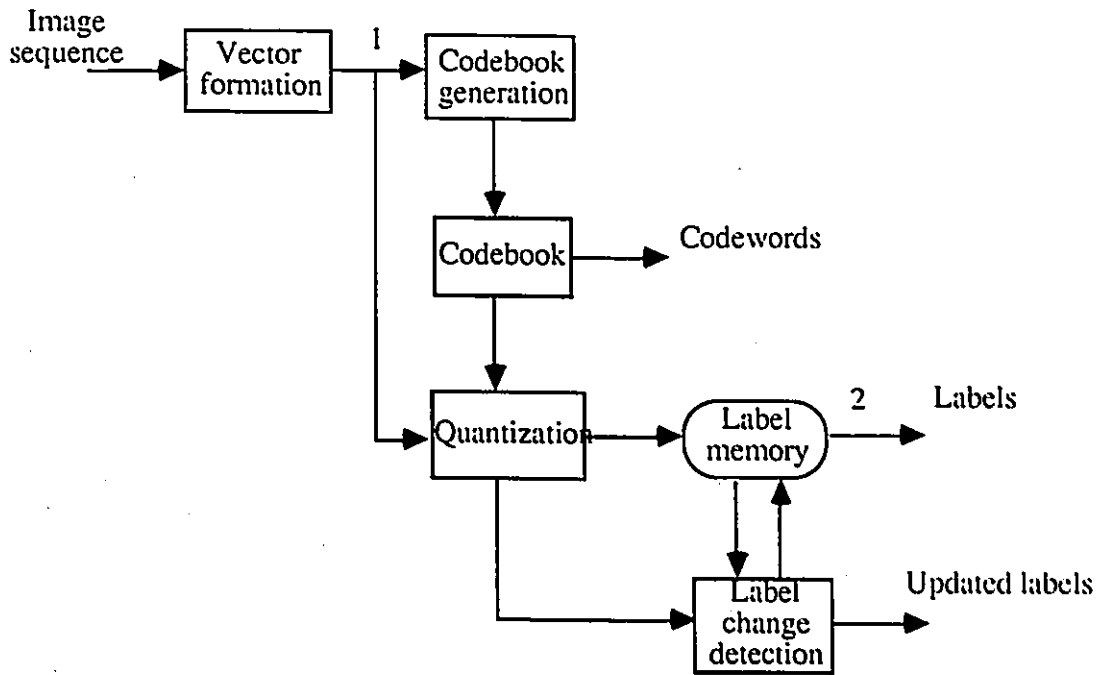 Image
sequence
Vector
formation
1
Codebook
generation
Codebook
Codewords
Quantization
Label
memory
2
Labels
Label
change
detection
Updated labels